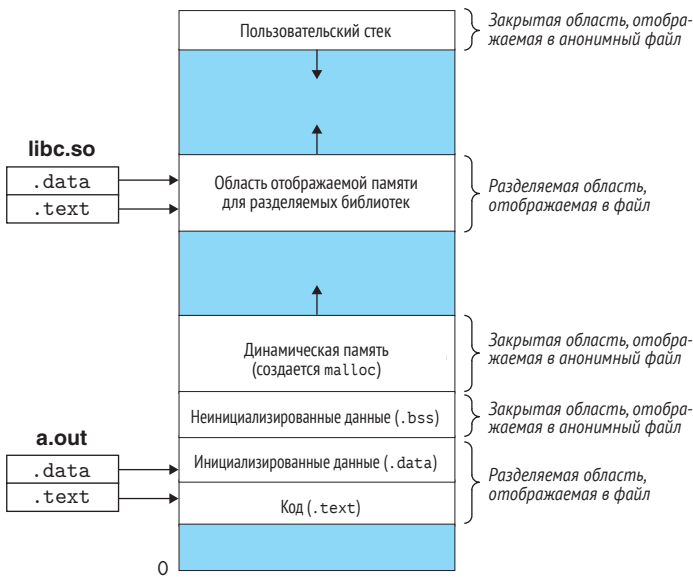 Пользовательский стек
Закрытая область, отобра-
жаемая в анонимный файл
libc.so
.data
.text
Область отображаемой памяти
для разделяемых библиотек
Разделяемая область,
отображаемая в файл
Динамическая память
(создается malloc)
Закрытая область, отобра-
жаемая в анонимный файл
Неинициализированные данные (.bss)
Закрытая область, отобра-
жаемая в анонимный файл
a.out
.data
.text
Инициализированные данные (.data)
Код (.text)
Разделяемая область,
отображаемая в файл
0